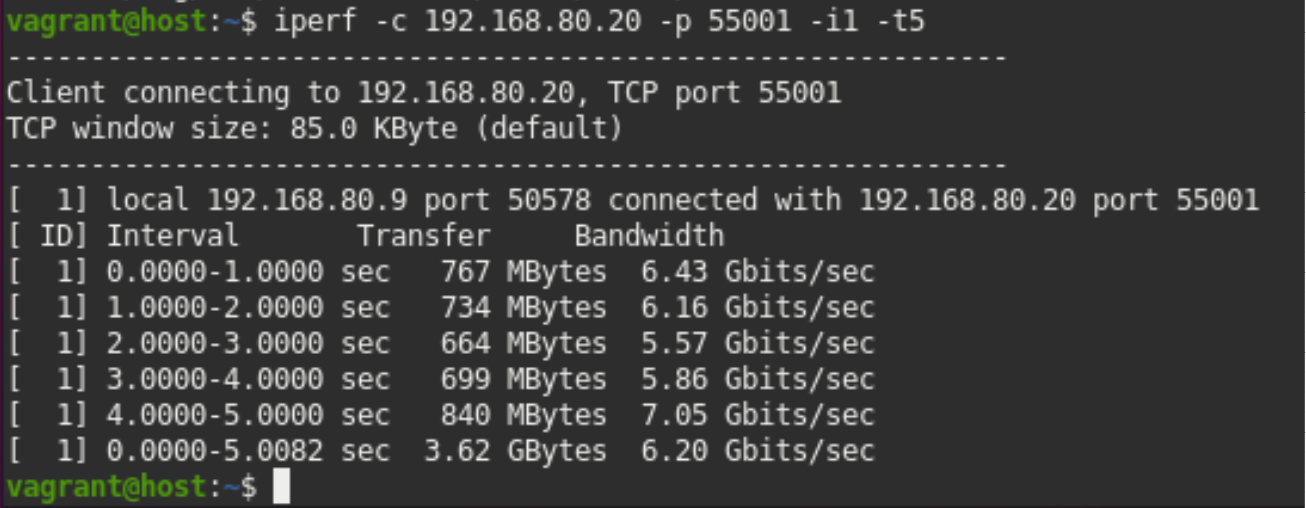 vagrant@host:~$ iperf -c 192.168.80.20 -p 55001 -i1 -t5
------------------------------------------------------------
Client connecting to 192.168.80.20, TCP port 55001
TCP window size: 85.0 KByte (default)
------------------------------------------------------------
[  1] local 192.168.80.9 port 50578 connected with 192.168.80.20 port 55001
[ ID] Interval       Transfer     Bandwidth
[  1] 0.0000-1.0000 sec   767 MBytes  6.43 Gbits/sec
[  1] 1.0000-2.0000 sec   734 MBytes  6.16 Gbits/sec
[  1] 2.0000-3.0000 sec   664 MBytes  5.57 Gbits/sec
[  1] 3.0000-4.0000 sec   699 MBytes  5.86 Gbits/sec
[  1] 4.0000-5.0000 sec   840 MBytes  7.05 Gbits/sec
[  1] 0.0000-5.0082 sec  3.62 GBytes  6.20 Gbits/sec
vagrant@host:~$